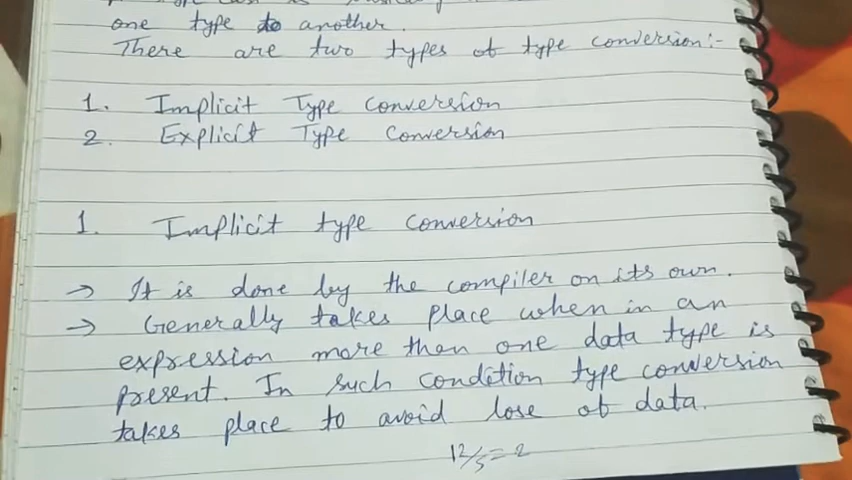 one type to another.
There are two types of type conversion:-
1. Implicit Type Conversion
2. Explicit Type Conversion
1. Implicit type Conversion
→ It is done by the compiler on its own.
→ Generally takes place when in an
expression more then one data type is
present. In such condition type conversion
takes place to avoid lose of data.
12/5=2